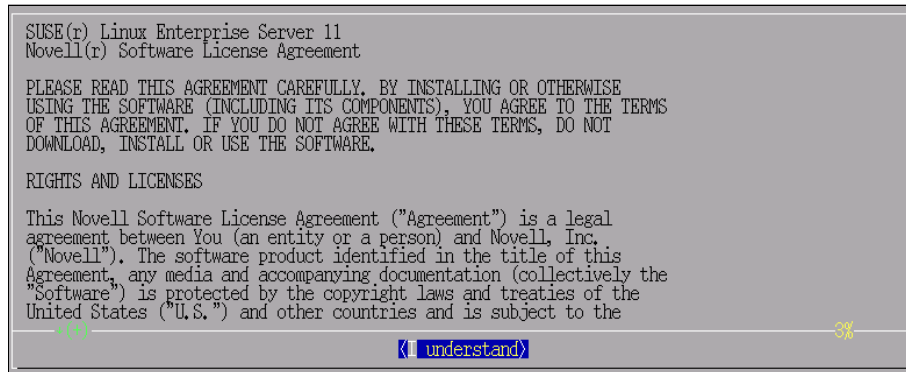 SUSE(r) Linux Enterprise Server 11
Novell(r) Software License Agreement
PLEASE READ THIS AGREEMENT CAREFULLY. BY INSTALLING OR OTHERWISE
USING THE SOFTWARE (INCLUDING ITS COMPONENTS), YOU AGREE TO THE TERMS
OF THIS AGREEMENT. IF YOU DO NOT AGREE WITH THESE TERMS, DO NOT
DOWNLOAD, INSTALL OR USE THE SOFTWARE.
RIGHTS AND LICENSES
This Novell Software License Agreement ("Agreement") is a legal
agreement between You (an entity or a person) and Novell, Inc.
("Novell"). The software product identified in the title of this
Agreement, any media and accompanying documentation (collectively the
"Software") is protected by the copyright laws and treaties of the
United States ("U.S.") and other countries and is subject to the
(+) 3%
<I understand>